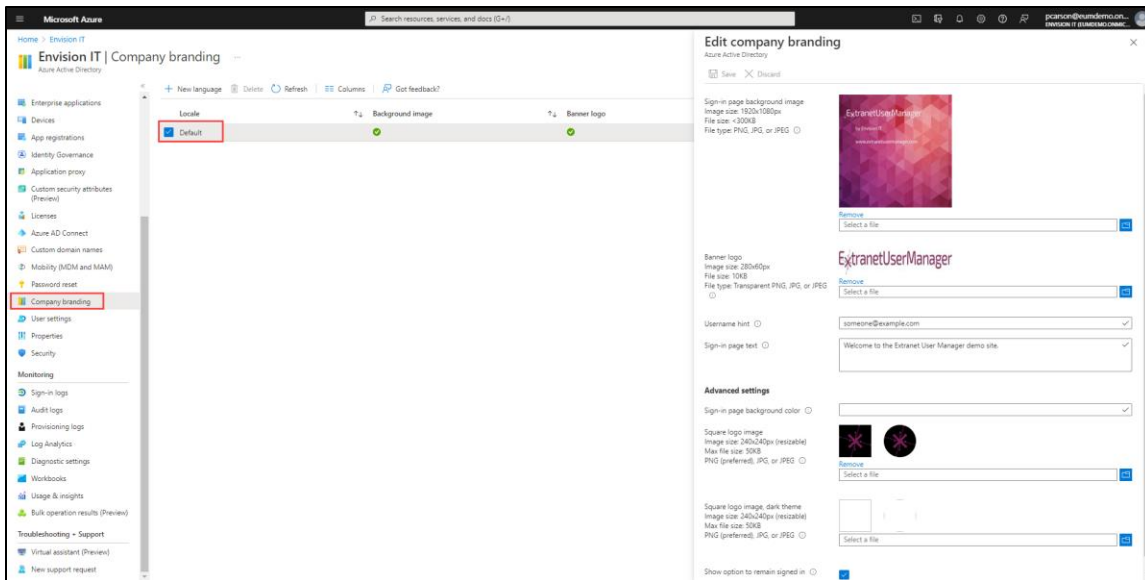 Microsoft Azure
Search resources, services, and docs (G+/)
pcarson@eumdemo.on...
ENVISION IT (EUMDEMO.ONMIC...
Home > Envision IT
Envision IT | Company branding ...
Azure Active Directory
Enterprise applications
Devices
App registrations
Identity Governance
Application proxy
Custom security attributes
(Preview)
Licenses
Azure AD Connect
Custom domain names
Mobility (MDM and MAM)
Password reset
Company branding
User settings
Properties
Security
Monitoring
Sign-in logs
Audit logs
Provisioning logs
Log Analytics
Diagnostic settings
Workbooks
Usage & insights
Bulk operation results (Preview)
Troubleshooting + Support
Virtual assistant (Preview)
New support request
New language Delete Refresh Columns Got feedback?
Locale Background image Banner logo
Default
Edit company branding
Azure Active Directory
Save Discard
Sign-in page background image
Image size: 1920x1080px
File size: <300KB
File type: PNG, JPG, or JPEG
ExtranetUserManager
by Envision IT
www.extranetusermanager.com
Remove
Select a file
Banner logo
Image size: 280x60px
File size: 10KB
File type: Transparent PNG, JPG, or JPEG
ExtranetUserManager
Remove
Select a file
Username hint
someone@example.com
Sign-in page text
Welcome to the Extranet User Manager demo site.
Advanced settings
Sign-in page background color
Square logo image
Image size: 240x240px (resizable)
Max file size: 50KB
PNG (preferred), JPG, or JPEG
Remove
Select a file
Square logo image, dark theme
Image size: 240x240px (resizable)
Max file size: 50KB
PNG (preferred), JPG, or JPEG
Select a file
Show option to remain signed in